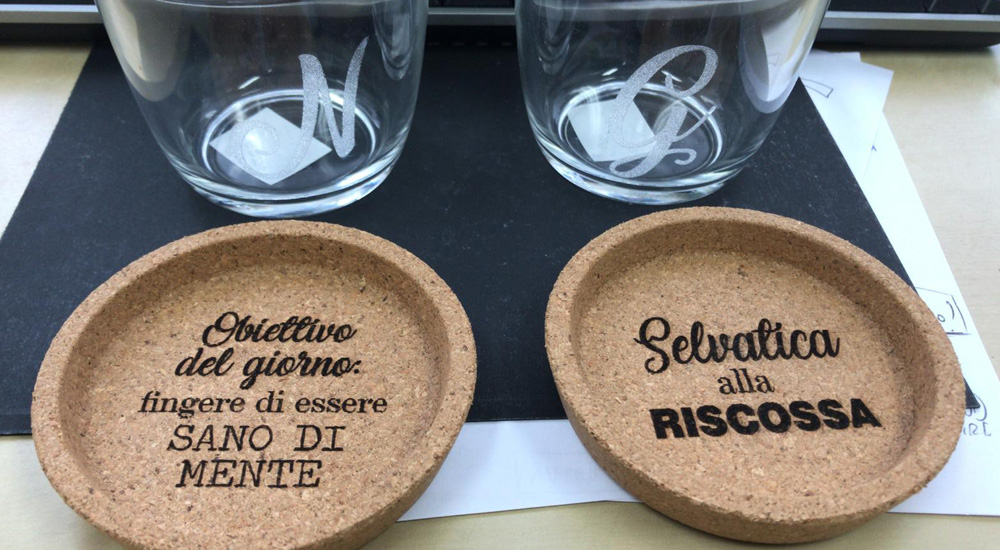 N
G
Obiettivo
del giorno:
fingere di essere
SANO DI
MENTE
Selvatica
alla
RISCOSSA